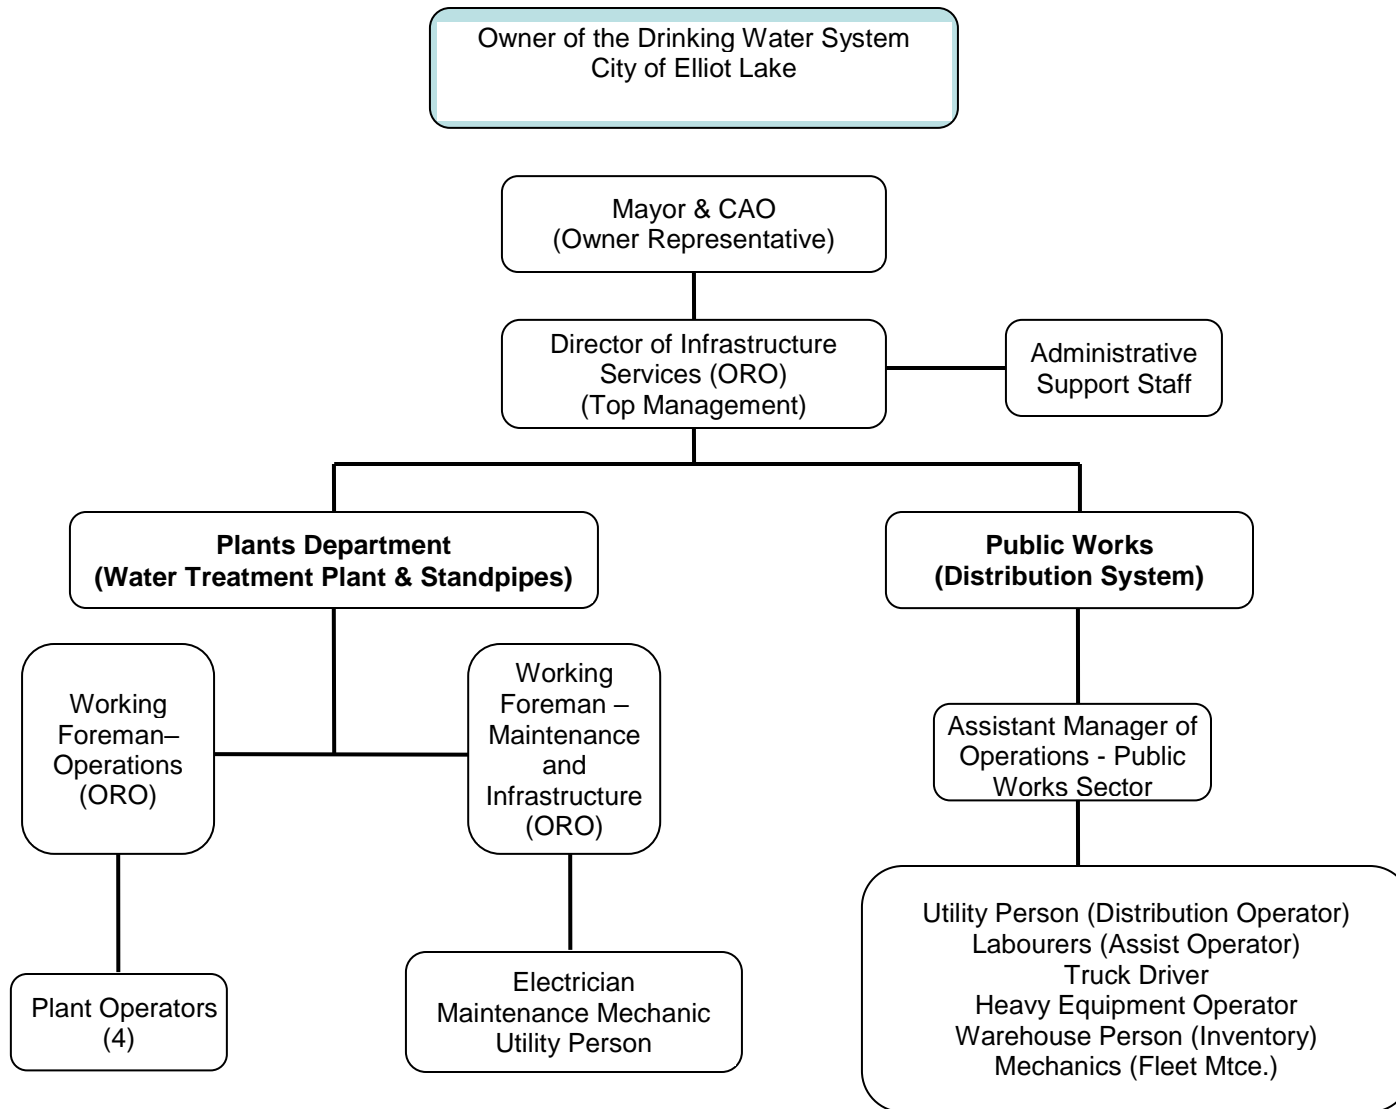 Owner of the Drinking Water System
City of Elliot Lake
Mayor & CAO
(Owner Representative)
Director of Infrastructure
Services (ORO)
(Top Management)
Administrative
Support Staff
Plants Department
(Water Treatment Plant & Standpipes)
Public Works
(Distribution System)
Working
Foreman–
Operations
(ORO)
Working
Foreman –
Maintenance
and
Infrastructure
(ORO)
Assistant Manager of
Operations - Public
Works Sector
Plant Operators
(4)
Electrician
Maintenance Mechanic
Utility Person
Utility Person (Distribution Operator)
Labourers (Assist Operator)
Truck Driver
Heavy Equipment Operator
Warehouse Person (Inventory)
Mechanics (Fleet Mtce.)